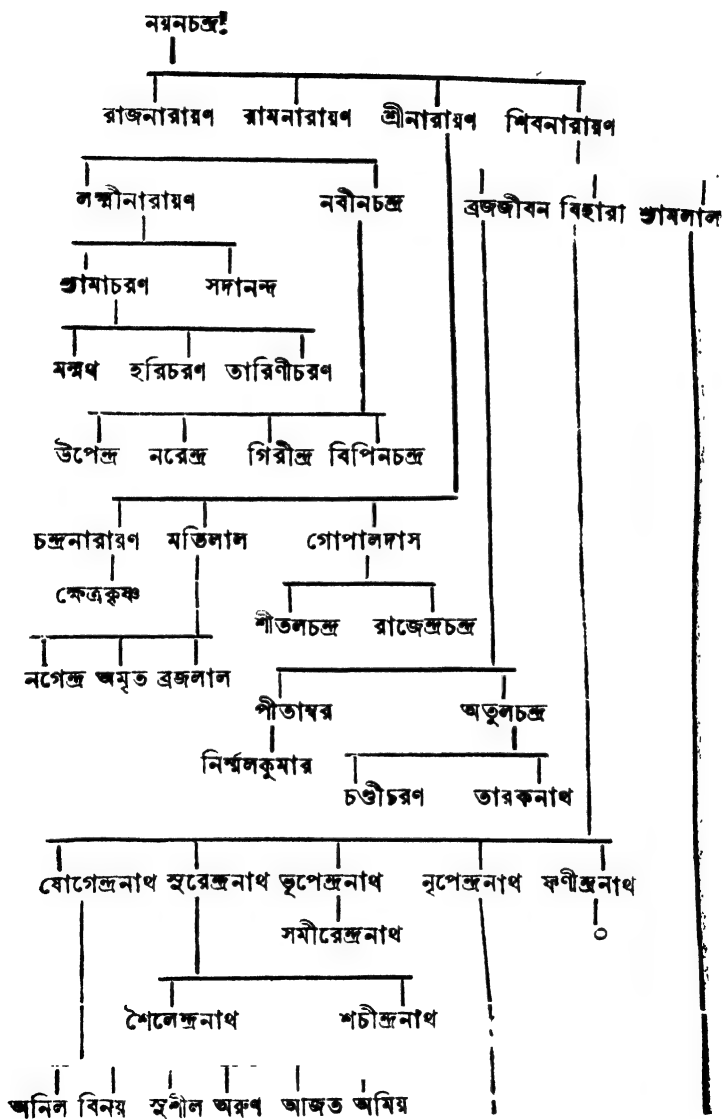 নয়নচন্দ্র!
রাজনারায়ণ রামনারায়ণ শ্রীনারায়ণ শিবনারায়ণ
লক্ষ্মীনারায়ণ নবীনচন্দ্র ব্রজজীবন বিহারা শ্যামলাল
শ্যামাচরণ সদানন্দ
মন্মথ হরিচরণ তারিণীচরণ
উপেন্দ্র নরেন্দ্র গিরীন্দ্র বিপিনচন্দ্র
চন্দ্রনারায়ণ মতিলাল গোপালদাস
ক্ষেত্রকৃষ্ণ
শীতলচন্দ্র রাজেন্দ্রচন্দ্র
নগেন্দ্র অমৃত ব্রজলাল
পীতাম্বর অতুলচন্দ্র
নির্ম্মলকুমার
চণ্ডীচরণ তারকনাথ
যোগেন্দ্রনাথ সুরেন্দ্রনাথ ভূপেন্দ্রনাথ নৃপেন্দ্রনাথ ফণীন্দ্রনাথ
সমীরেন্দ্রনাথ ০
শৈলেন্দ্রনাথ শচীন্দ্রনাথ
অনিল বিনয় সুশীল অরুণ আজত অমিয়